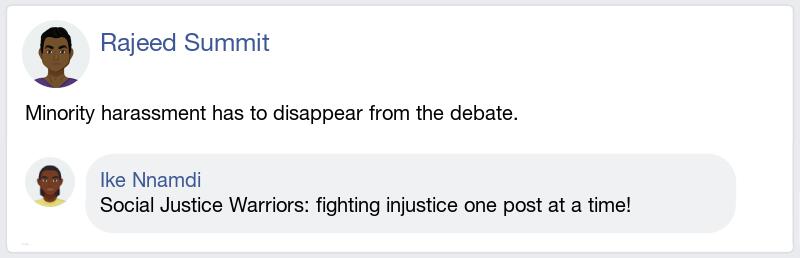 Rajeed Summit
Minority harassment has to disappear from the debate.
Ike Nnamdi
Social Justice Warriors: fighting injustice one post at a time!